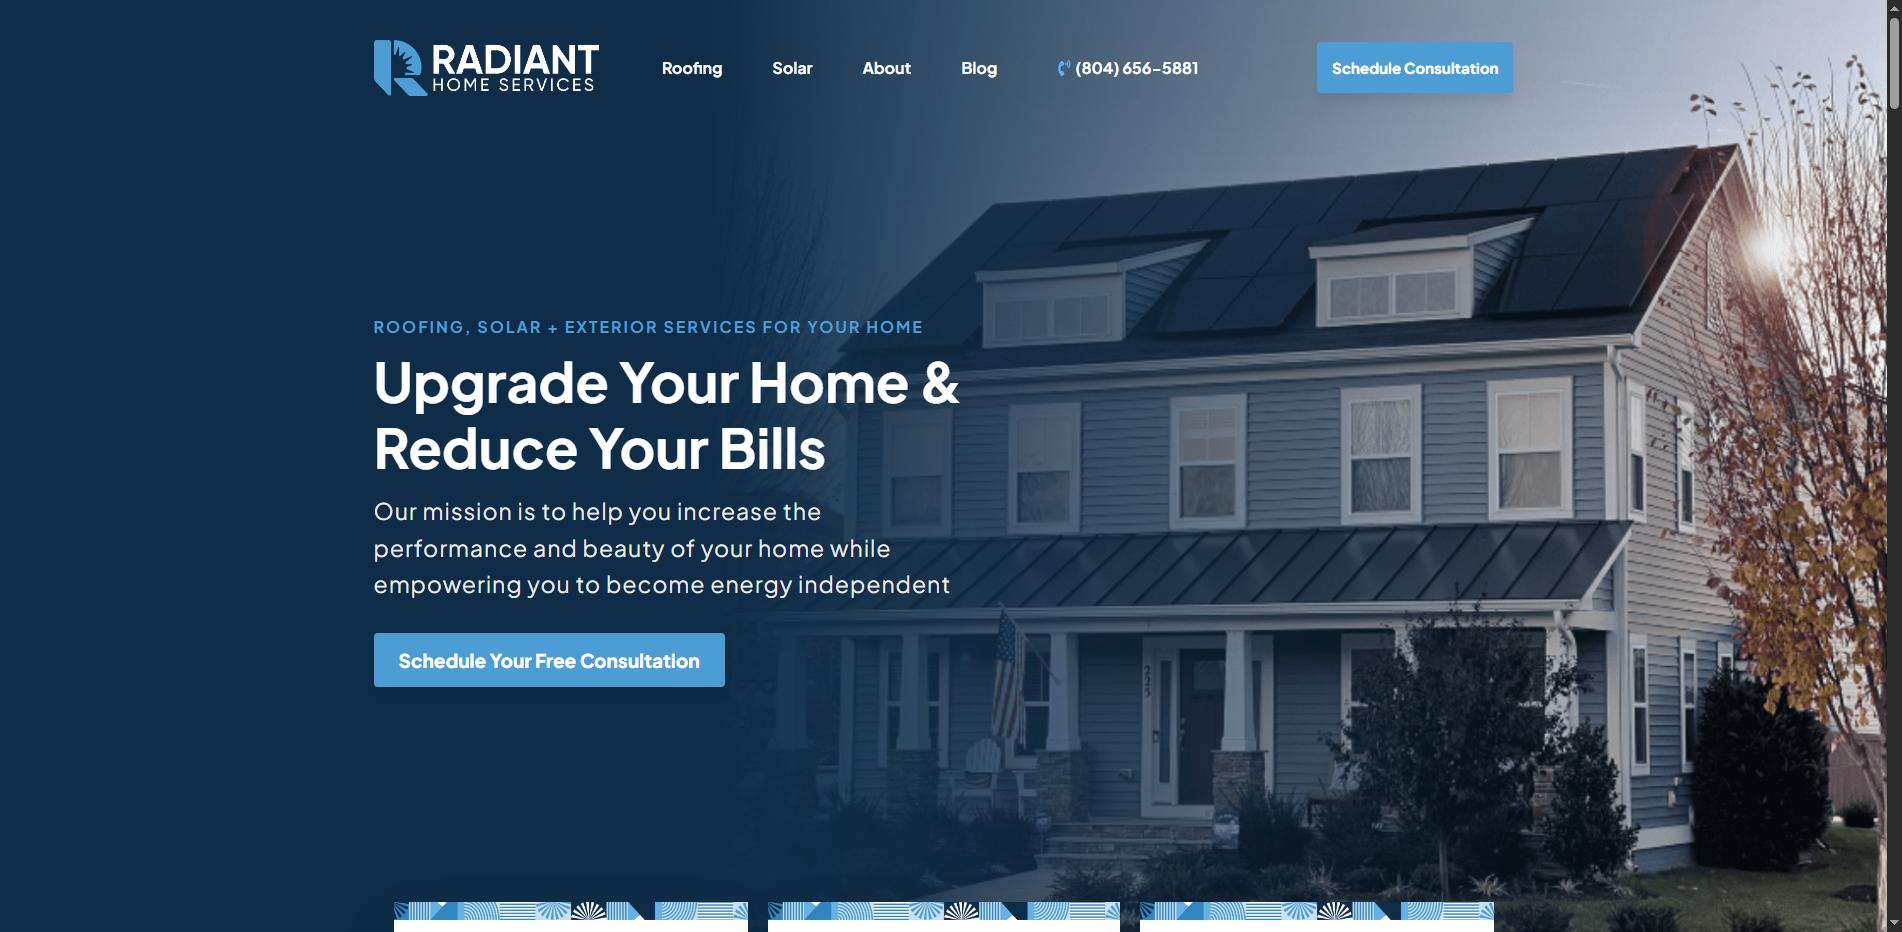 RADIANT
HOME SERVICES
Roofing
Solar
About
Blog
(804) 656-5881
Schedule Consultation
ROOFING, SOLAR + EXTERIOR SERVICES FOR YOUR HOME
Upgrade Your Home &
Reduce Your Bills
Our mission is to help you increase the
performance and beauty of your home while
empowering you to become energy independent
Schedule Your Free Consultation